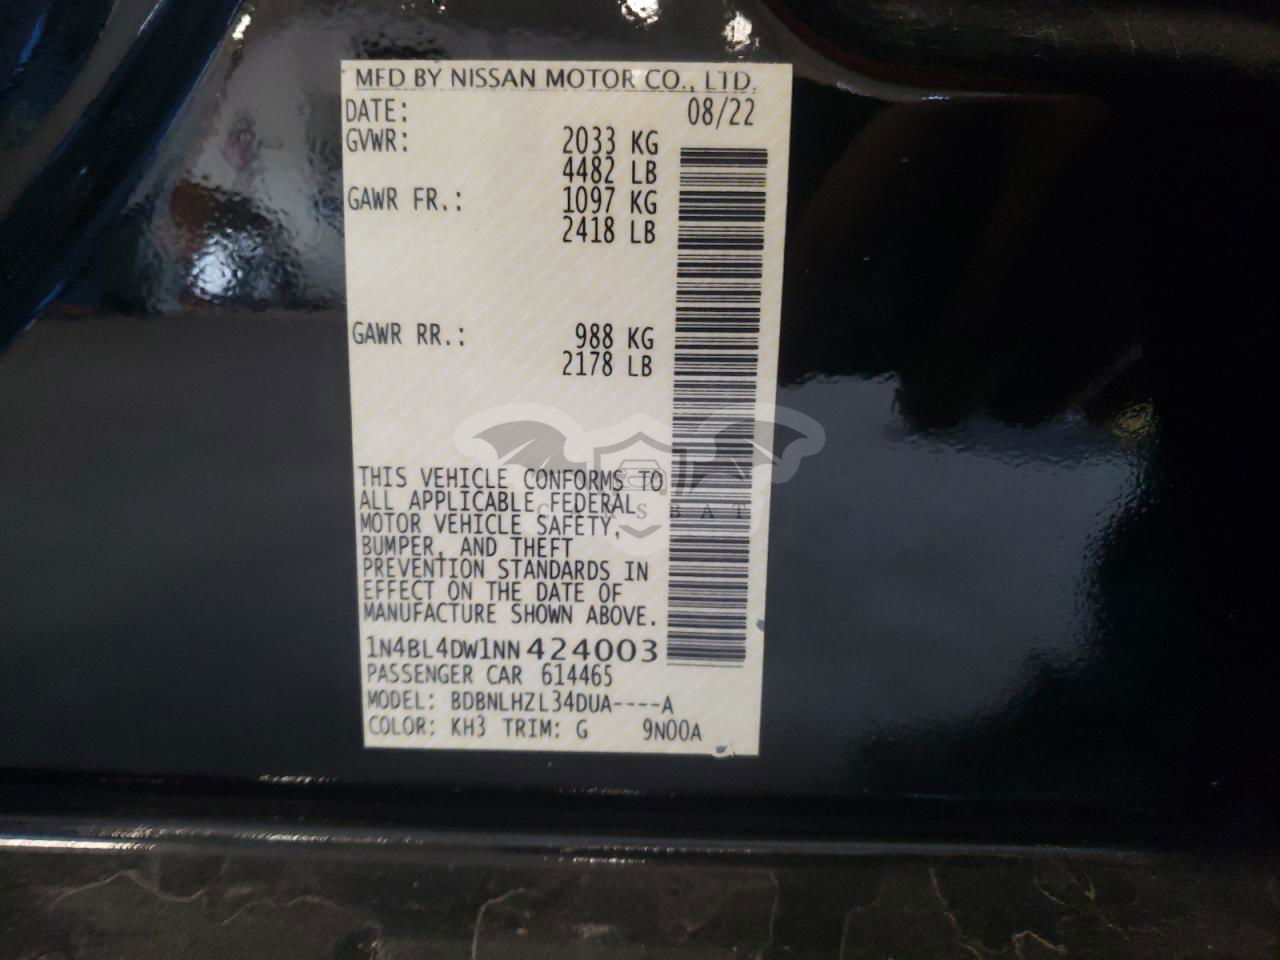 MFD BY NISSAN MOTOR CO., LTD.
DATE: 08/22
GVWR: 2033 KG
4482 LB
GAWR FR.: 1097 KG
2418 LB
GAWR RR.: 988 KG
2178 LB
THIS VEHICLE CONFORMS TO
ALL APPLICABLE FEDERAL
MOTOR VEHICLE SAFETY,
BUMPER, AND THEFT
PREVENTION STANDARDS IN
EFFECT ON THE DATE OF
MANUFACTURE SHOWN ABOVE.
1N4BL4DW1NN424003
PASSENGER CAR 614465
MODEL: BDBNLHZL34DUA----A
COLOR: KH3 TRIM: G 9N00A